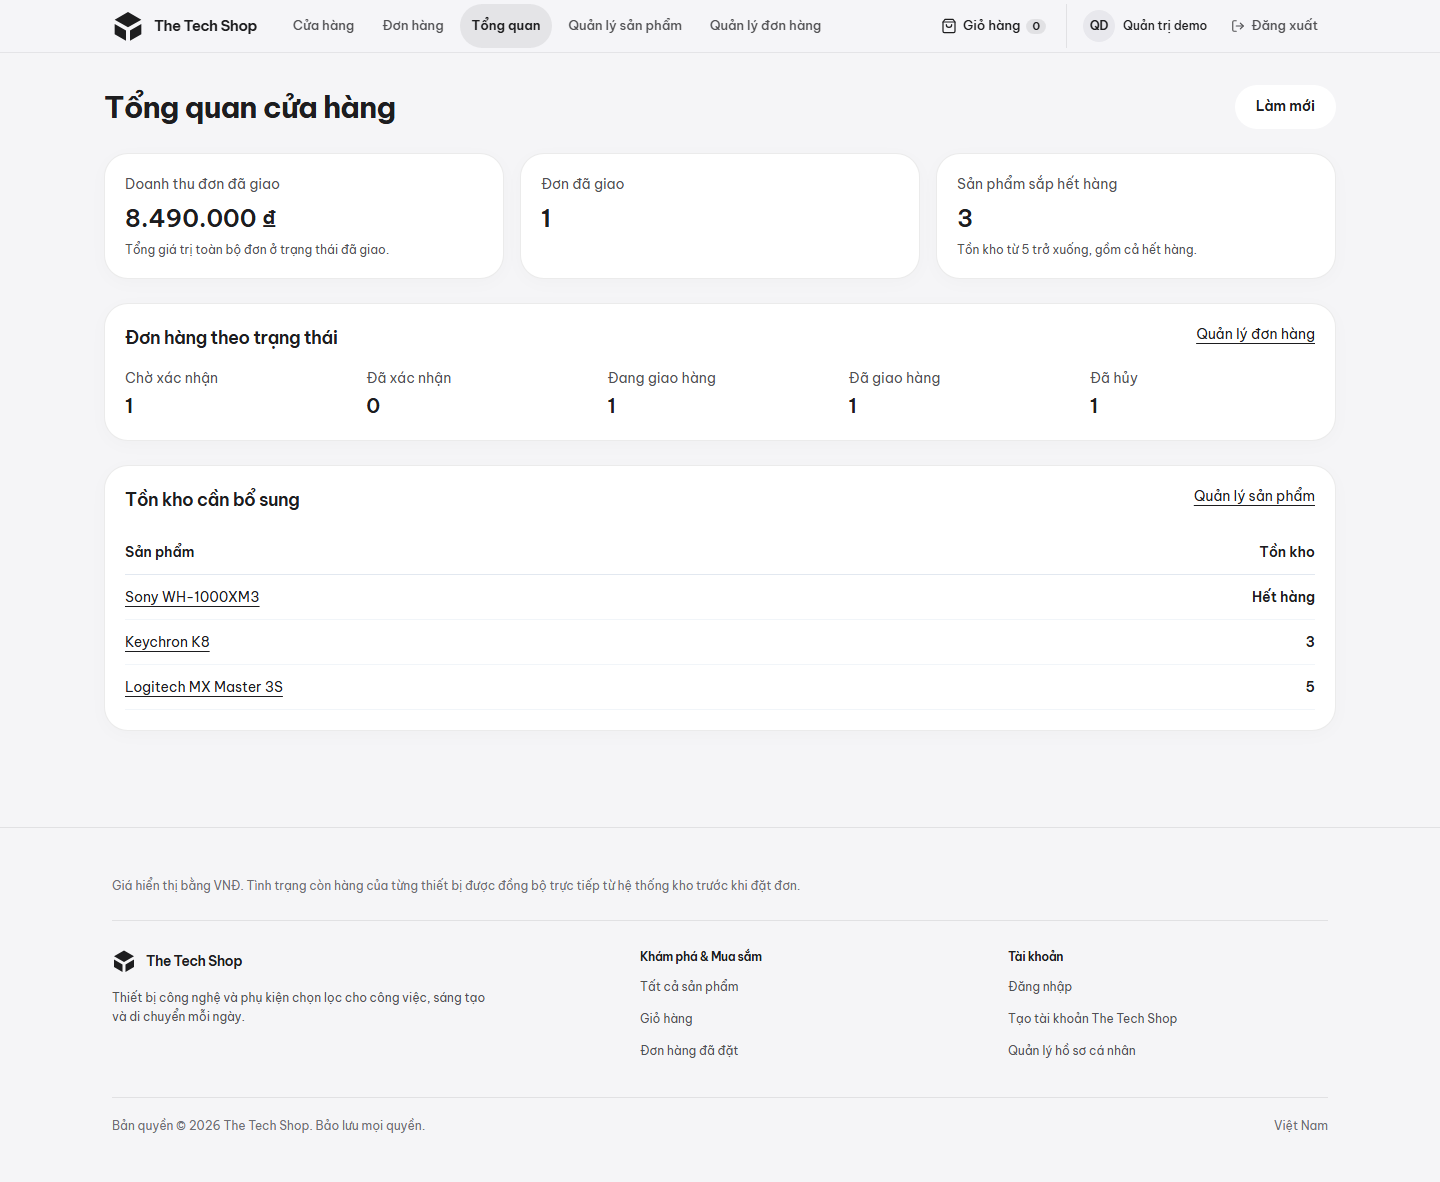 The Tech Shop Cửa hàng Đơn hàng Tổng quan Quản lý sản phẩm Quản lý đơn hàng Giỏ hàng 0 QD Quản trị demo Đăng xuất
Tổng quan cửa hàng Làm mới
Doanh thu đơn đã giao
8.490.000 ₫
Tổng giá trị toàn bộ đơn ở trạng thái đã giao.
Đơn đã giao
1
Sản phẩm sắp hết hàng
3
Tồn kho từ 5 trở xuống, gồm cả hết hàng.
Đơn hàng theo trạng thái Quản lý đơn hàng
Chờ xác nhận Đã xác nhận Đang giao hàng Đã giao hàng Đã hủy
1 0 1 1 1
Tồn kho cần bổ sung Quản lý sản phẩm
Sản phẩm Tồn kho
Sony WH-1000XM3 Hết hàng
Keychron K8 3
Logitech MX Master 3S 5
Giá hiển thị bằng VNĐ. Tình trạng còn hàng của từng thiết bị được đồng bộ trực tiếp từ hệ thống kho trước khi đặt đơn.
The Tech Shop
Thiết bị công nghệ và phụ kiện chọn lọc cho công việc, sáng tạo
và di chuyển mỗi ngày.
Khám phá & Mua sắm
Tất cả sản phẩm
Giỏ hàng
Đơn hàng đã đặt
Tài khoản
Đăng nhập
Tạo tài khoản The Tech Shop
Quản lý hồ sơ cá nhân
Bản quyền © 2026 The Tech Shop. Bảo lưu mọi quyền. Việt Nam